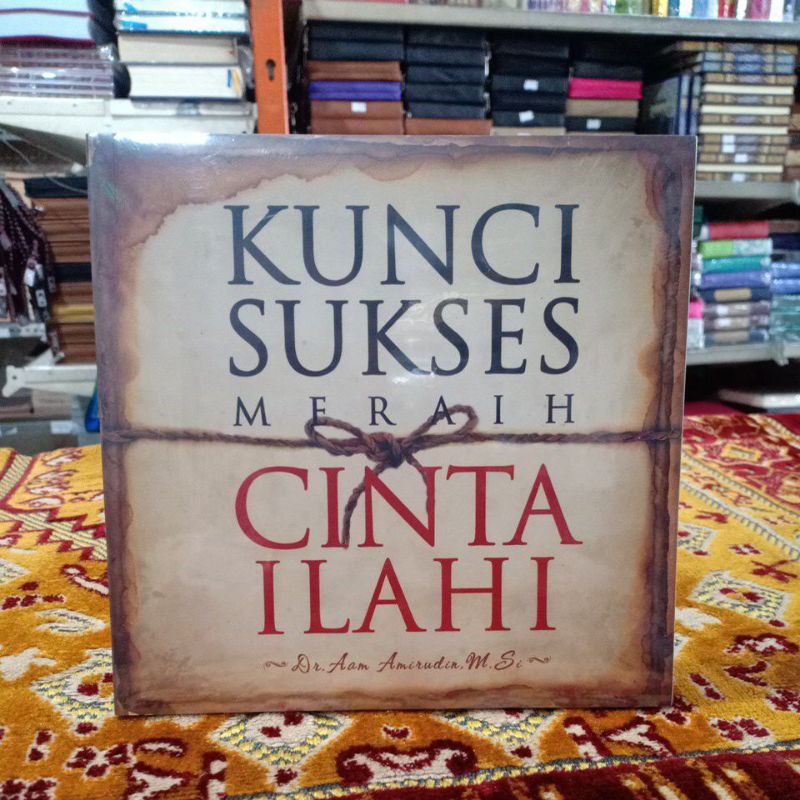 KUNCI
SUKSES
MERAIH
CINTA
ILAHI
Dr. Aam Amirudin, M.Si